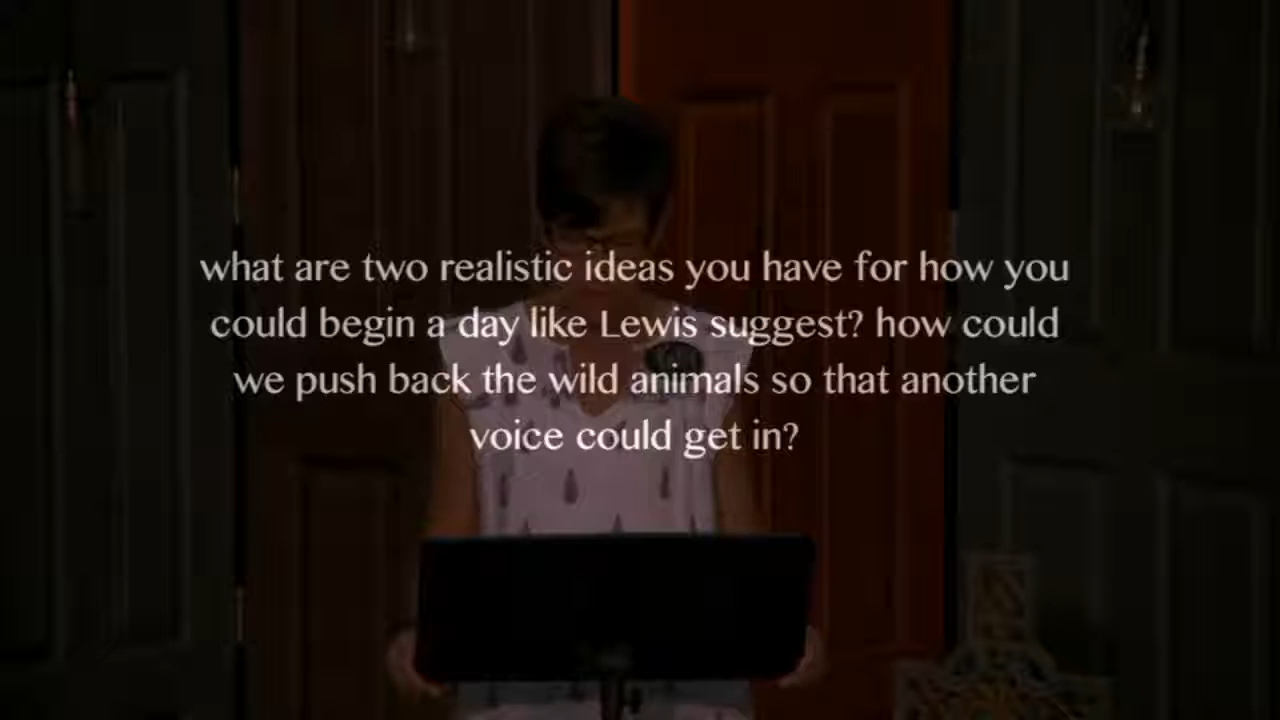 what are two realistic ideas you have for how you
could begin a day like Lewis suggest? how could
we push back the wild animals so that another
voice could get in?